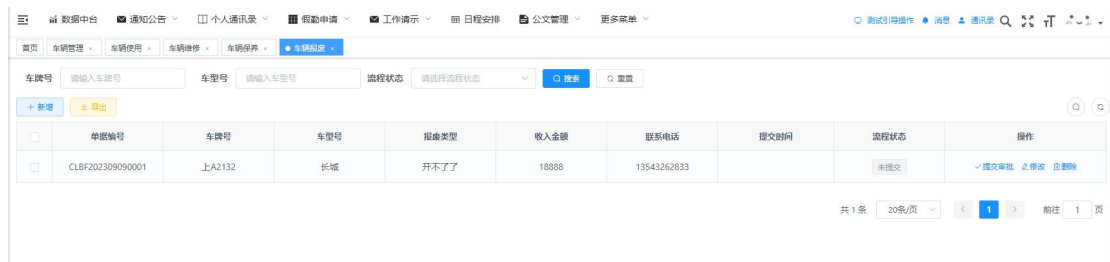 数据中台 通知公告 个人通讯录 假勤申请 工作请示 日程安排 公文管理 更多菜单 测试引导操作 消息 通讯录
首页 车辆管理 × 车辆使用 × 车辆维修 × 车辆保养 × 车辆报废 ×
车牌号 请输入车牌号 车型号 请输入车型号 流程状态 请选择流程状态 搜索 重置
+ 新增 导出
单据编号 车牌号 车型号 报废类型 收入金额 联系电话 提交时间 流程状态 操作
CLBF202309090001 上A2132 长城 开不了了 18888 13543262833 未提交 提交审批 修改 删除
共 1 条 20条/页 < 1 > 前往 1 页